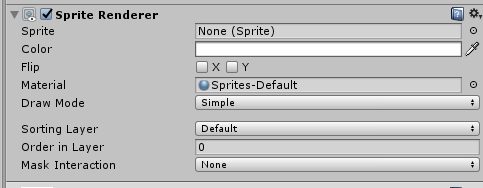 Sprite Renderer
Sprite None (Sprite)
Color
Flip X Y
Material Sprites-Default
Draw Mode Simple
Sorting Layer Default
Order in Layer 0
Mask Interaction None